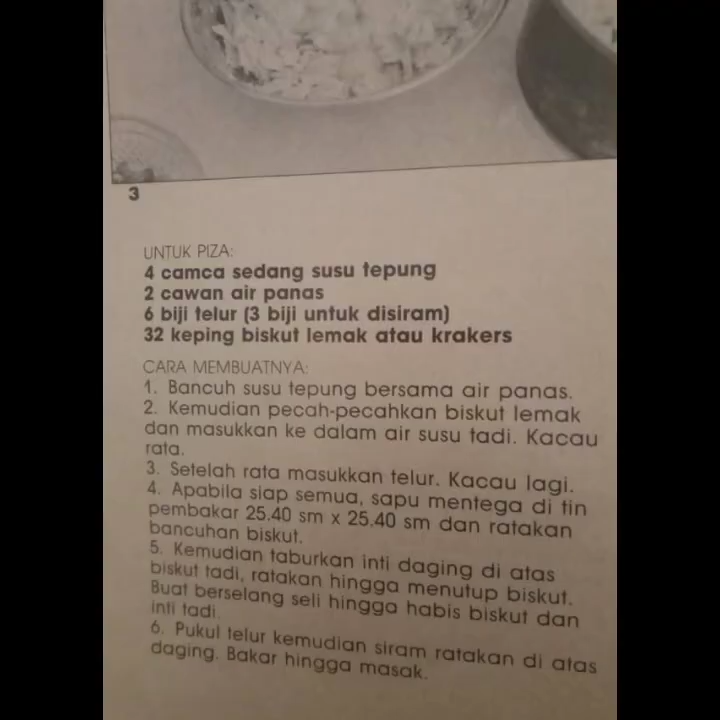 3
UNTUK PIZA:
4 camca sedang susu tepung
2 cawan air panas
6 biji telur (3 biji untuk disiram)
32 keping biskut lemak atau krakers
CARA MEMBUATNYA:
1. Bancuh susu tepung bersama air panas.
2. Kemudian pecah-pecahkan biskut lemak
dan masukkan ke dalam air susu tadi. Kacau
rata.
3. Setelah rata masukkan telur. Kacau lagi.
4. Apabila siap semua, sapu mentega di tin
pembakar 25.40 sm x 25.40 sm dan ratakan
bancuhan biskut.
5. Kemudian taburkan inti daging di atas
biskut tadi, ratakan hingga menutup biskut.
Buat berselang seli hingga habis biskut dan
inti tadi.
6. Pukul telur kemudian siram ratakan di atas
daging. Bakar hingga masak.